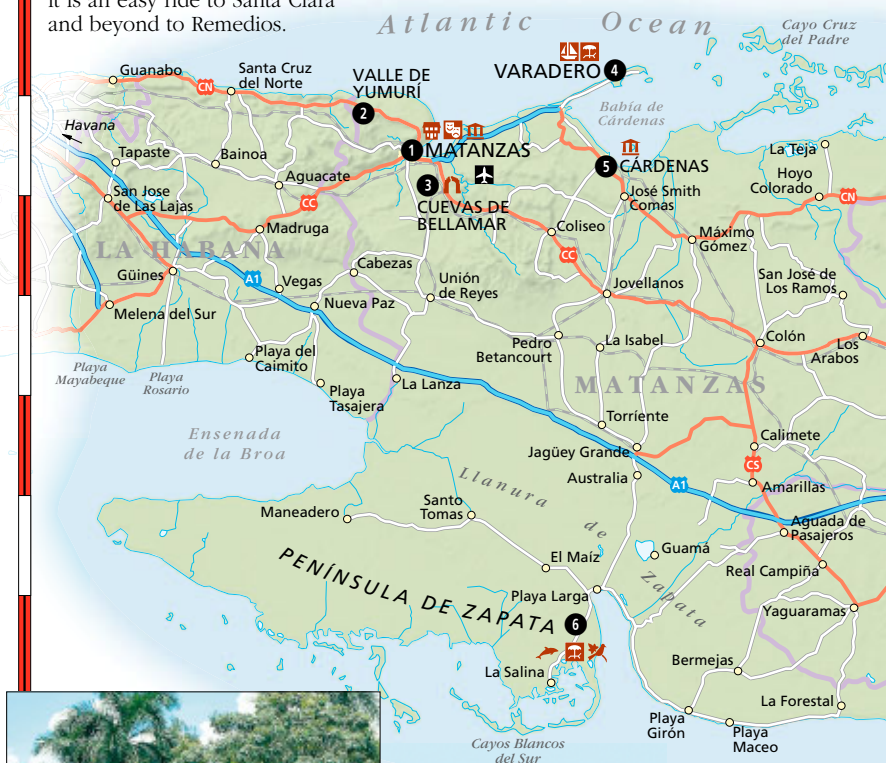 it is an easy ride to Santa Clara
and beyond to Remedios.
Atlantic Ocean
Cayo Cruz
del Padre
Guanabo
CN
Santa Cruz
del Norte
VALLE DE
YUMURÍ
2
VARADERO
4
Bahía de
Cárdenas
Havana
Tapaste
Bainoa
Aguacate
1
MATANZAS
3
CUEVAS DE
BELLAMAR
5
CÁRDENAS
José Smith
Comas
La Teja
Hoyo
Colorado
CN
San Jose
de Las Lajas
CC
Madruga
LA HABANA
Güines
A1
Vegas
Cabezas
Nueva Paz
Unión
de Reyes
Coliseo
CC
Máximo
Gómez
Jovellanos
San José de
Los Ramos
Melena del Sur
Playa
Mayabeque
Playa
Rosario
Playa del
Caimito
Playa
Tasajera
La Lanza
Pedro
Betancourt
La Isabel
Colón
Los
Arabos
MATANZAS
Torríente
Ensenada
de la Broa
Jagüey Grande
Australia
Calimete
CS
A1
Amarillas
Llanura de Zapata
Maneadero
Santo
Tomas
Aguada de
Pasajeros
El Maíz
Guamá
Real Campiña
PENÍNSULA DE ZAPATA
Playa Larga
6
Yaguaramas
La Salina
Bermejas
La Forestal
Playa
Girón
Playa
Maceo
Cayos Blancos
del Sur